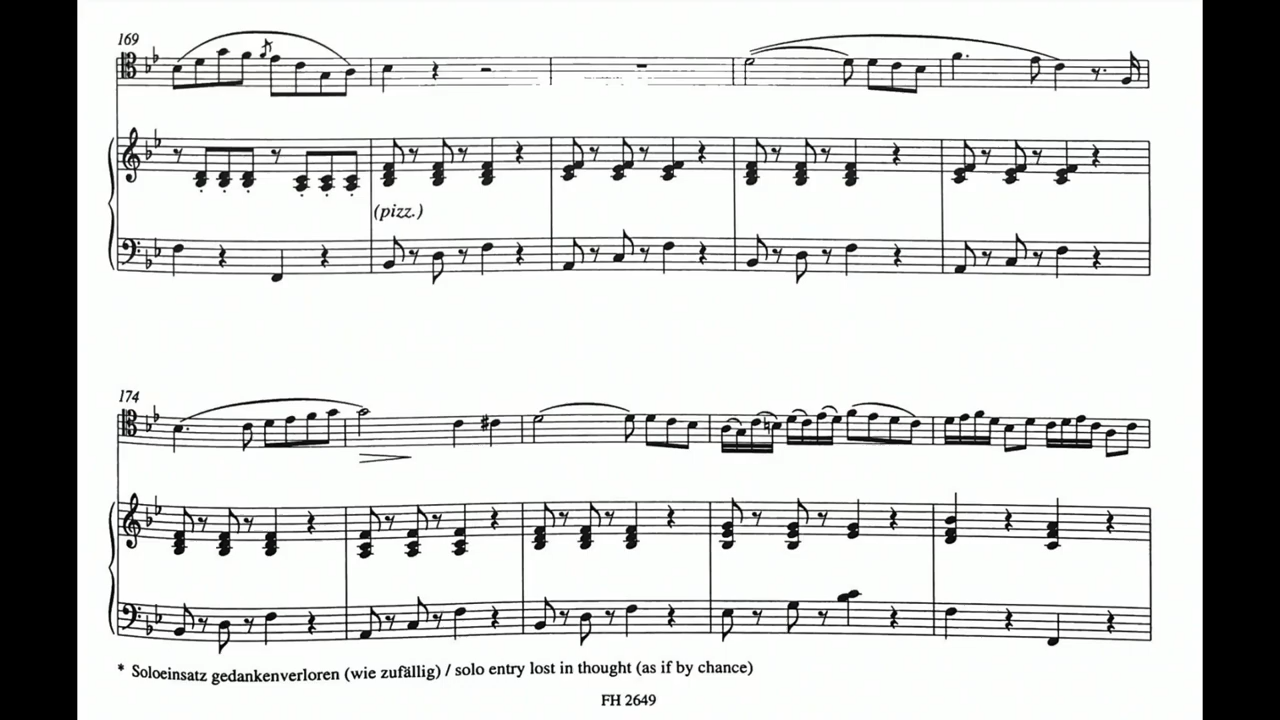 169
(pizz.)
174
* Soloeinsatz gedankenverloren (wie zufällig) / solo entry lost in thought (as if by chance)
FH 2649